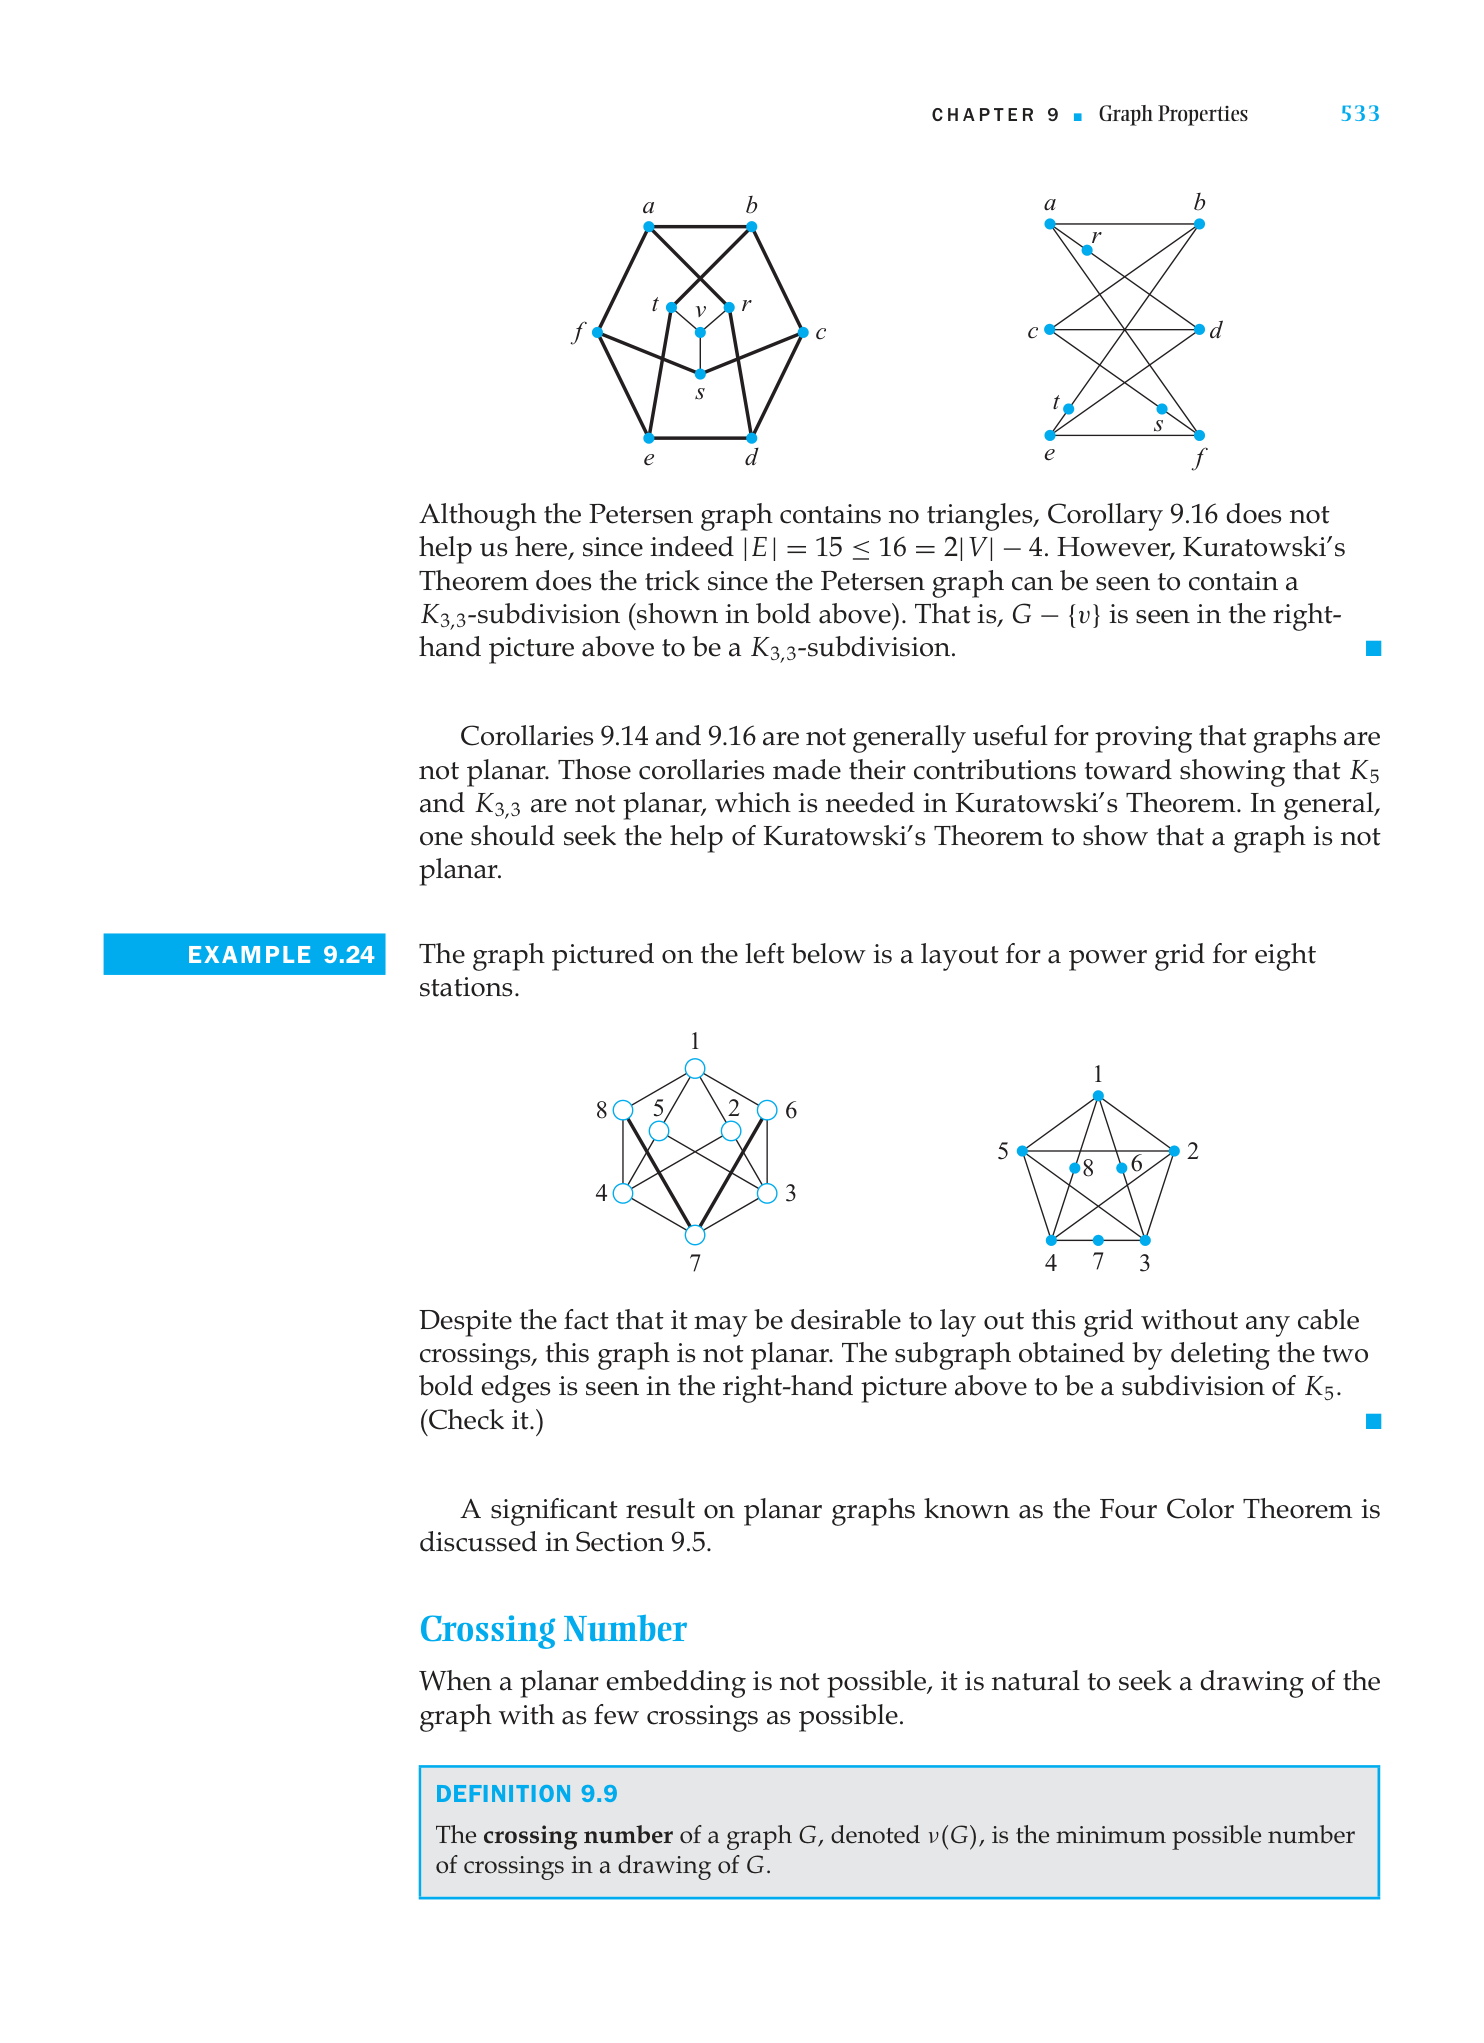 CHAPTER 9 ■ Graph Properties 533
a b
t v r
f c
s
e d
a b
r
c d
t
s
e f
Although the Petersen graph contains no triangles, Corollary 9.16 does not
help us here, since indeed |E| = 15 ≤ 16 = 2|V| − 4. However, Kuratowski's
Theorem does the trick since the Petersen graph can be seen to contain a
K3,3-subdivision (shown in bold above). That is, G − {v} is seen in the right-
hand picture above to be a K3,3-subdivision.
Corollaries 9.14 and 9.16 are not generally useful for proving that graphs are
not planar. Those corollaries made their contributions toward showing that K5
and K3,3 are not planar, which is needed in Kuratowski's Theorem. In general,
one should seek the help of Kuratowski's Theorem to show that a graph is not
planar.
EXAMPLE 9.24
The graph pictured on the left below is a layout for a power grid for eight
stations.
1
8 5 2 6
4 3
7
1
5 2
8 6
4 7 3
Despite the fact that it may be desirable to lay out this grid without any cable
crossings, this graph is not planar. The subgraph obtained by deleting the two
bold edges is seen in the right-hand picture above to be a subdivision of K5.
(Check it.)
A significant result on planar graphs known as the Four Color Theorem is
discussed in Section 9.5.
Crossing Number
When a planar embedding is not possible, it is natural to seek a drawing of the
graph with as few crossings as possible.
DEFINITION 9.9
The crossing number of a graph G, denoted ν(G), is the minimum possible number
of crossings in a drawing of G.